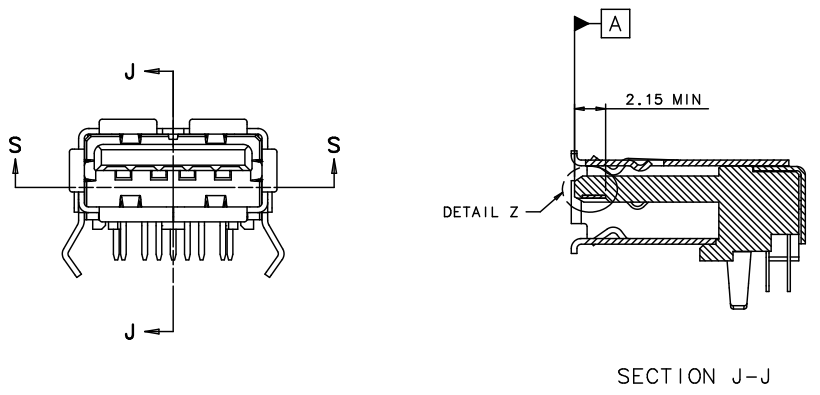 A
J
2.15 MIN
S
S
DETAIL Z
J
SECTION J-J